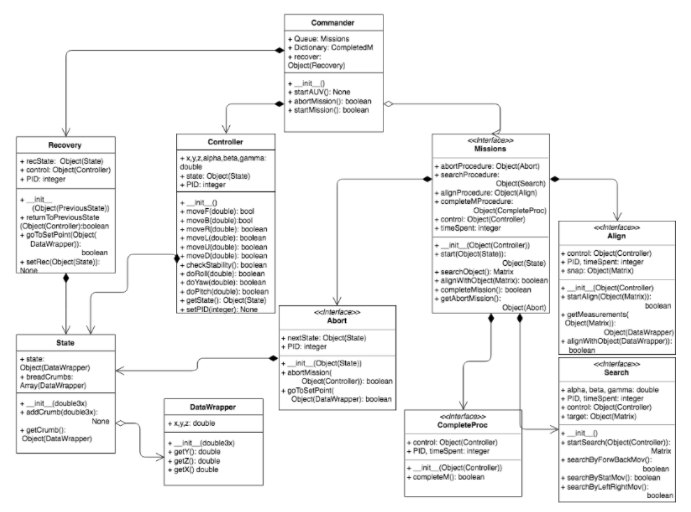 Commander
+ Queue: Missions
+ Dictionary: CompletedM
+ recover:
Object(Recovery)
+ __init__()
+ startAUV(): None
+ abortMission(): boolean
+ startMission(): boolean
Recovery
+ recState: Object(State)
+ control: Object(Controller)
+ PID: integer
+ __init__
(Object(PreviousState))
+ returnToPreviousState
(Object(Controller):boolean
+ goToSetPoint(Object(
DataWrapper)):
boolean
+ setRec(Object(State)):
None
Controller
+ x,y,z,alpha,beta,gamma:
double
+ state: Object(State)
+ PID: integer
+ __init__()
+ moveF(double): bool
+ moveB(double):bool
+ moveR(double): boolean
+ moveL(double): boolean
+ moveU(double): boolean
+ moveD(double): boolean
+ checkStability(): boolean
+ doRoll(double): boolean
+ doYaw(double): boolean
+ doPitch(double): boolean
+ getState(): Object(State)
+ setPID(integer): None
<<Interface>>
Missions
+ abortProcedure: Object(Abort)
+ searchProcedure:
Object(Search)
+ alignProcedure: Object(Align)
+ completeMProcedure:
Object(CompleteProc)
+ control: Object(Controller)
+ timeSpent: integer
+ __init__(Object(Controller))
+ start(Object(State)):
Object(State)
+ searchObject(): Matrix
+ alignWithObject(Matrix): boolean
+ completeMission(): boolean
+ getAbortMission():
Object(Abort)
<<Interface>>
Align
+ control: Object(Controller)
+ PID, timeSpent: integer
+ snap: Object(Matrix)
+ __init__(Object(Controller)
+ startAlign(Object(Matrix)):
boolean
+ getMeasurements(
Object(Matrix)):
Object(DataWrapper)
+ alignWithObject(DataWrapper)):
boolean
State
+ state:
Object(DataWrapper)
+ breadCrumbs:
Array(DataWrapper)
+ __init__(double3x)
+ addCrumb(double3x):
None
+ getCrumb():
Object(DataWrapper)
DataWrapper
+ x,y,z: double
+ __init__(double3x)
+ getY(): double
+ getZ(): double
+ getX() double
<<Interface>>
Abort
+ nextState: Object(State)
+ PID: integer
+ __init__(Object(State))
+ abortMission(
Object(Controller)): boolean
+ goToSetPoint(
Object(DataWrapper): boolean
<<Interface>>
CompleteProc
+ control: Object(Controller)
+ PID, timeSpent: integer
+ __init__(Object(Controller))
+ completeM(): boolean
<<Interface>>
Search
+ alpha, beta, gamma: double
+ PID, timeSpent: integer
+ control: Object(Controller)
+ target: Object(Matrix)
+ __init__()
+ startSearch(Object(Controller)):
Matrix
+ searchByForwBackMov():
boolean
+ searchByStatMov(): boolean
+ searchByLeftRightMov():
boolean